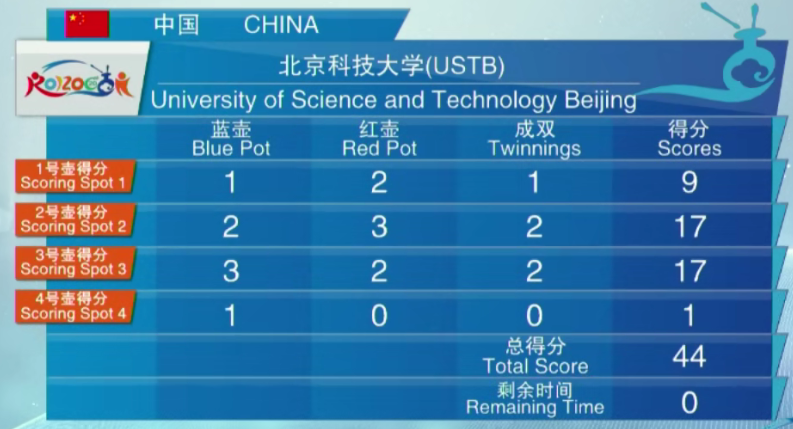 中国 CHINA
ROBOCON
北京科技大学(USTB)
University of Science and Technology Beijing
蓝壶 红壶 成双 得分
Blue Pot Red Pot Twinnings Scores
1号壶得分
Scoring Spot 1
1 2 1 9
2号壶得分
Scoring Spot 2
2 3 2 17
3号壶得分
Scoring Spot 3
3 2 2 17
4号壶得分
Scoring Spot 4
1 0 0 1
总得分
Total Score
44
剩余时间
Remaining Time
0